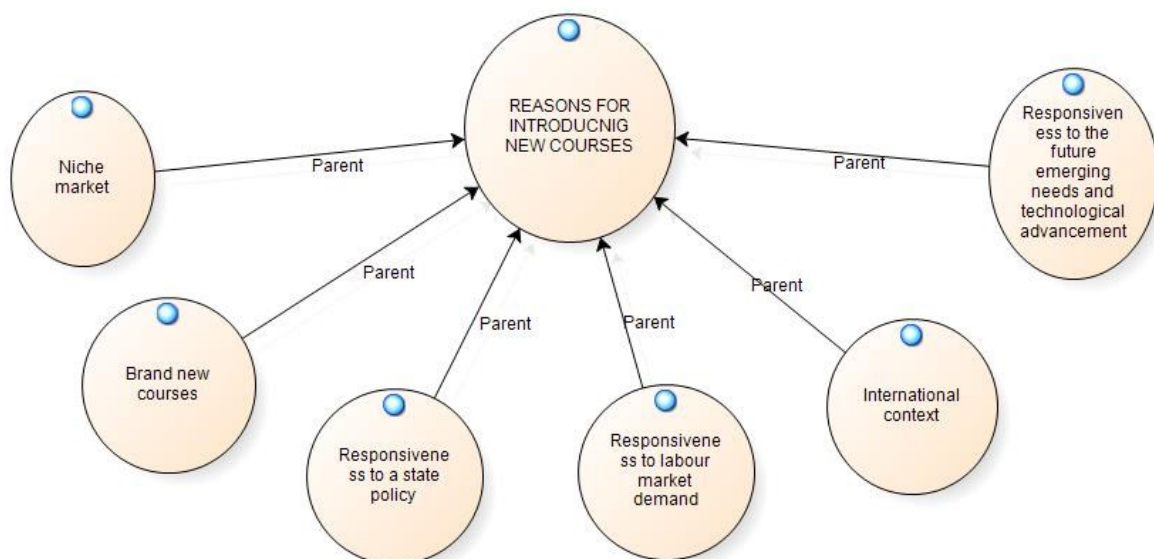 REASONS FOR
INTRODUCNIG
NEW COURSES
Niche
market
Parent
Parent
Responsiven
ess to the
future
emerging
needs and
technological
advancement
Brand new
courses
Parent
Parent
Parent
Parent
International
context
Responsivene
ss to a state
policy
Responsivene
ss to labour
market
demand